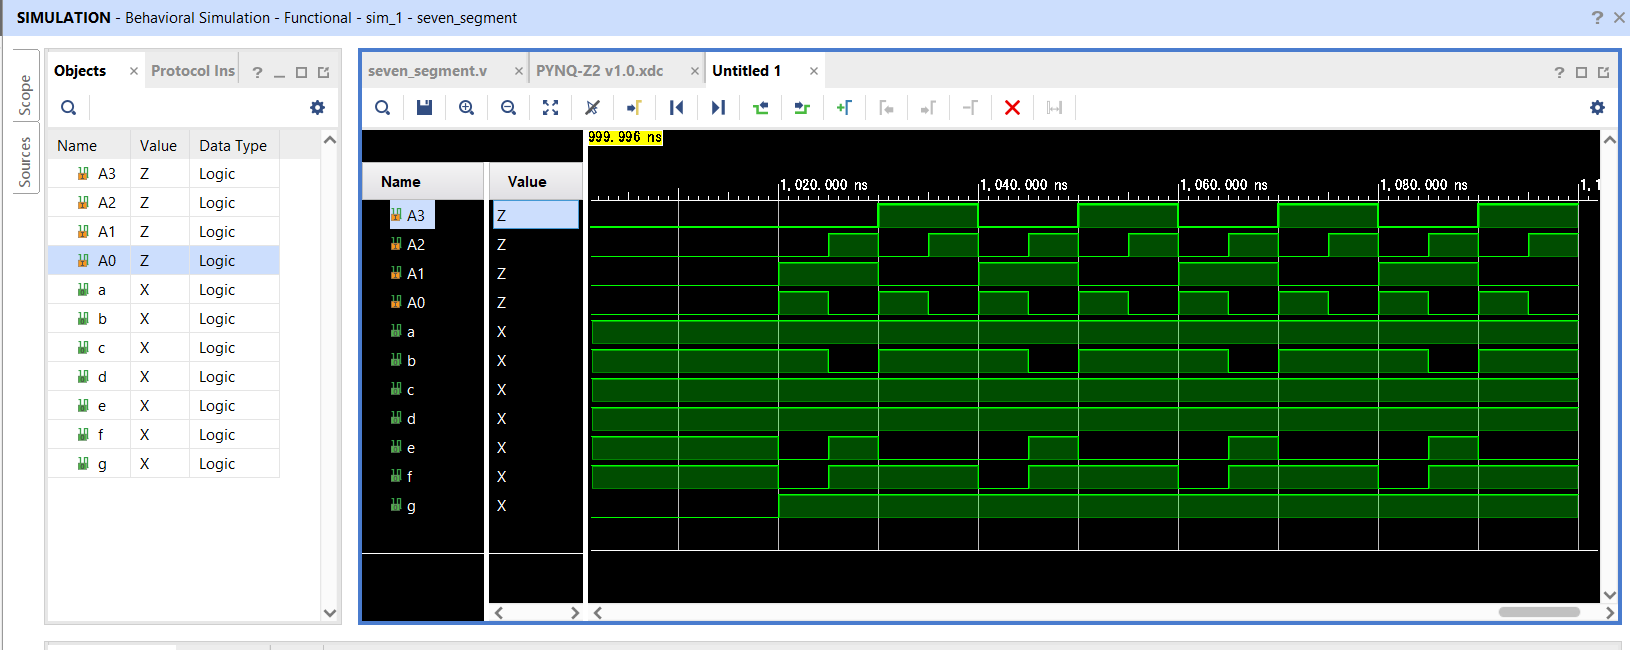 SIMULATION - Behavioral Simulation - Functional - sim_1 - seven_segment
Scope
Sources
Objects
Protocol Ins
Name Value Data Type
A3 Z Logic
A2 Z Logic
A1 Z Logic
A0 Z Logic
a X Logic
b X Logic
c X Logic
d X Logic
e X Logic
f X Logic
g X Logic
seven_segment.v
PYNQ-Z2 v1.0.xdc
Untitled 1
999.996 ns
1,020.000 ns 1,040.000 ns 1,060.000 ns 1,080.000 ns 1,1
Name Value
A3 Z
A2 Z
A1 Z
A0 Z
a X
b X
c X
d X
e X
f X
g X